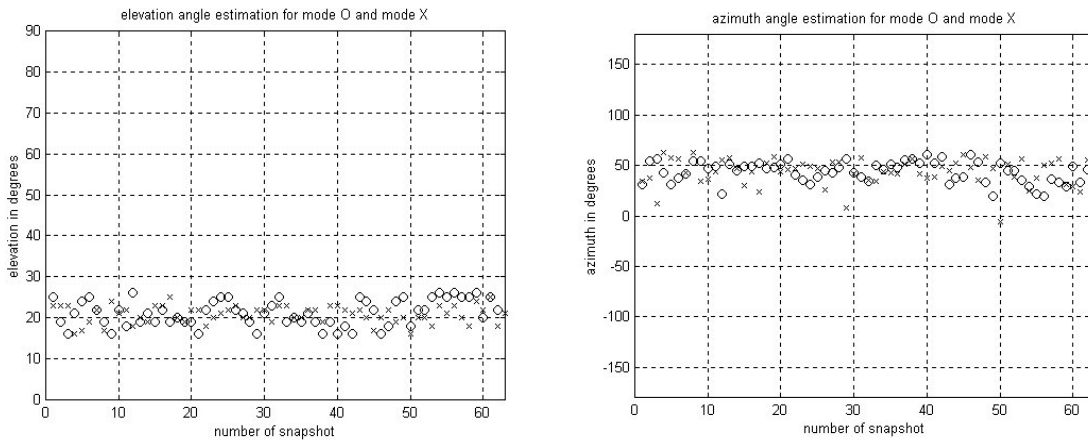 elevation angle estimation for mode O and mode X
90
80
70
60
50
40
30
20
10
0
0 10 20 30 40 50 60
elevation in degrees
number of snapshot
azimuth angle estimation for mode O and mode X
150
100
50
0
-50
-100
-150
0 10 20 30 40 50 60
azimuth in degrees
number of snapshot